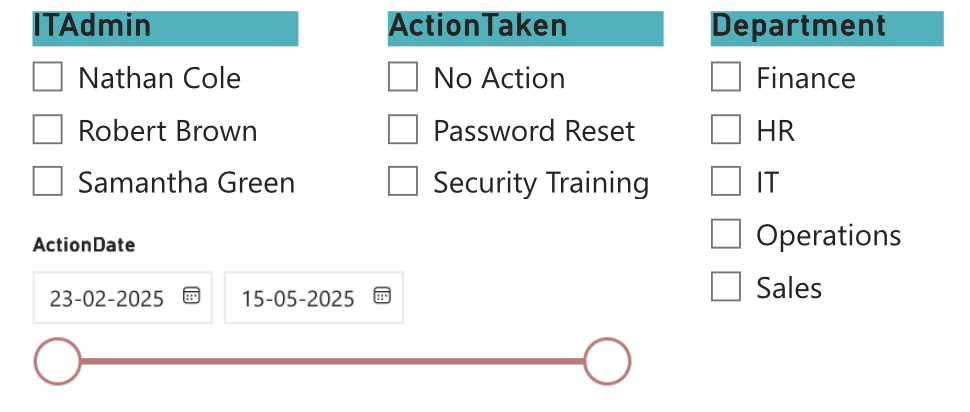 ITAdmin
Nathan Cole
Robert Brown
Samantha Green
ActionTaken
No Action
Password Reset
Security Training
Department
Finance
HR
IT
Operations
Sales
ActionDate
23-02-2025 15-05-2025